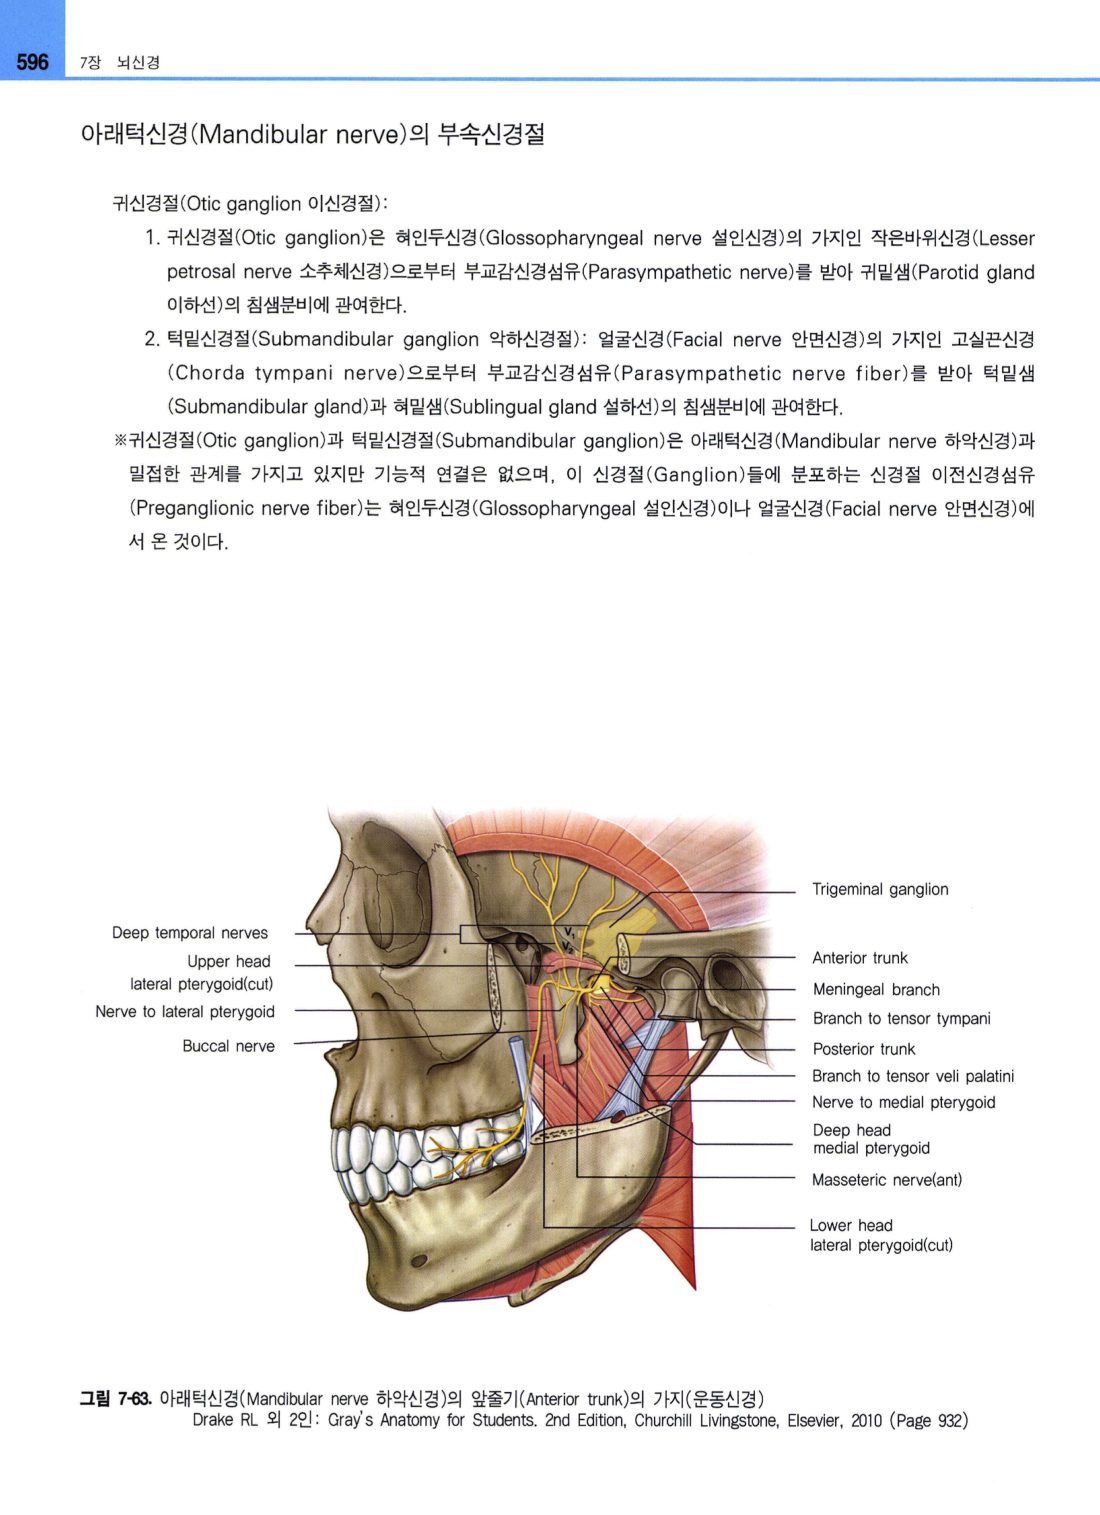 596
7장 뇌신경
아래턱신경(Mandibular nerve)의 부속신경절
귀신경절(Otic ganglion 이신경절):
1. 귀신경절(Otic ganglion)은 혀인두신경(Glossopharyngeal nerve 설인신경)의 가지인 작은바위신경(Lesser
petrosal nerve 소추체신경)으로부터 부교감신경섬유(Parasympathetic nerve)를 받아 귀밑샘(Parotid gland
이하선)의 침샘분비에 관여한다.
2. 턱밑신경절(Submandibular ganglion 악하신경절): 얼굴신경(Facial nerve 안면신경)의 가지인 고실끈신경
(Chorda tympani nerve)으로부터 부교감신경섬유(Parasympathetic nerve fiber)를 받아 턱밑샘
(Submandibular gland)과 혀밑샘(Sublingual gland 설하선)의 침샘분비에 관여한다.
※귀신경절(Otic ganglion)과 턱밑신경절(Submandibular ganglion)은 아래턱신경(Mandibular nerve 하악신경)과
밀접한 관계를 가지고 있지만 기능적 연결은 없으며, 이 신경절(Ganglion)들에 분포하는 신경절 이전신경섬유
(Preganglionic nerve fiber)는 혀인두신경(Glossopharyngeal 설인신경)이나 얼굴신경(Facial nerve 안면신경)에
서 온 것이다.
Deep temporal nerves
Upper head
lateral pterygoid(cut)
Nerve to lateral pterygoid
Buccal nerve
V₁
V₂
Trigeminal ganglion
Anterior trunk
Meningeal branch
Branch to tensor tympani
Posterior trunk
Branch to tensor veli palatini
Nerve to medial pterygoid
Deep head
medial pterygoid
Masseteric nerve(ant)
Lower head
lateral pterygoid(cut)
그림 7-63. 아래턱신경(Mandibular nerve 하악신경)의 앞줄기(Anterior trunk)의 가지(운동신경)
Drake RL 외 2인: Gray's Anatomy for Students. 2nd Edition, Churchill Livingstone, Elsevier, 2010 (Page 932)